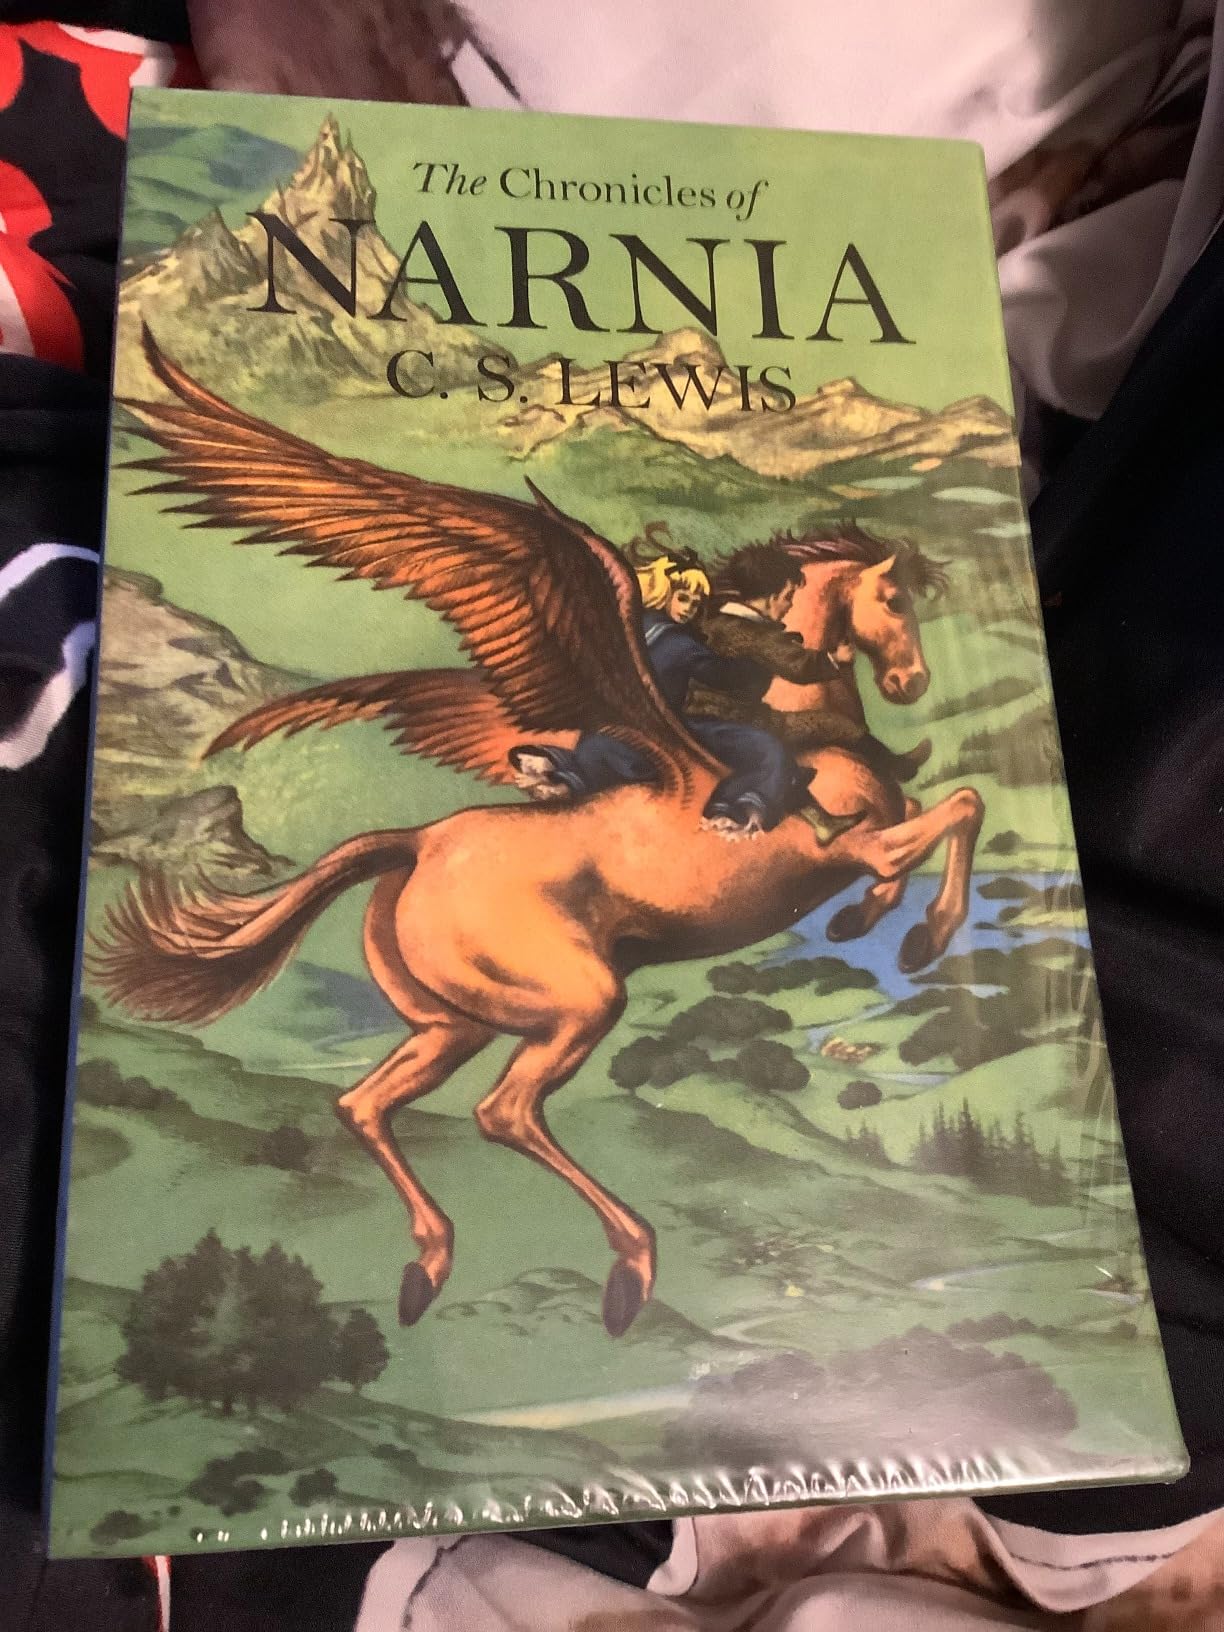 The Chronicles of
NARNIA
C. S. LEWIS